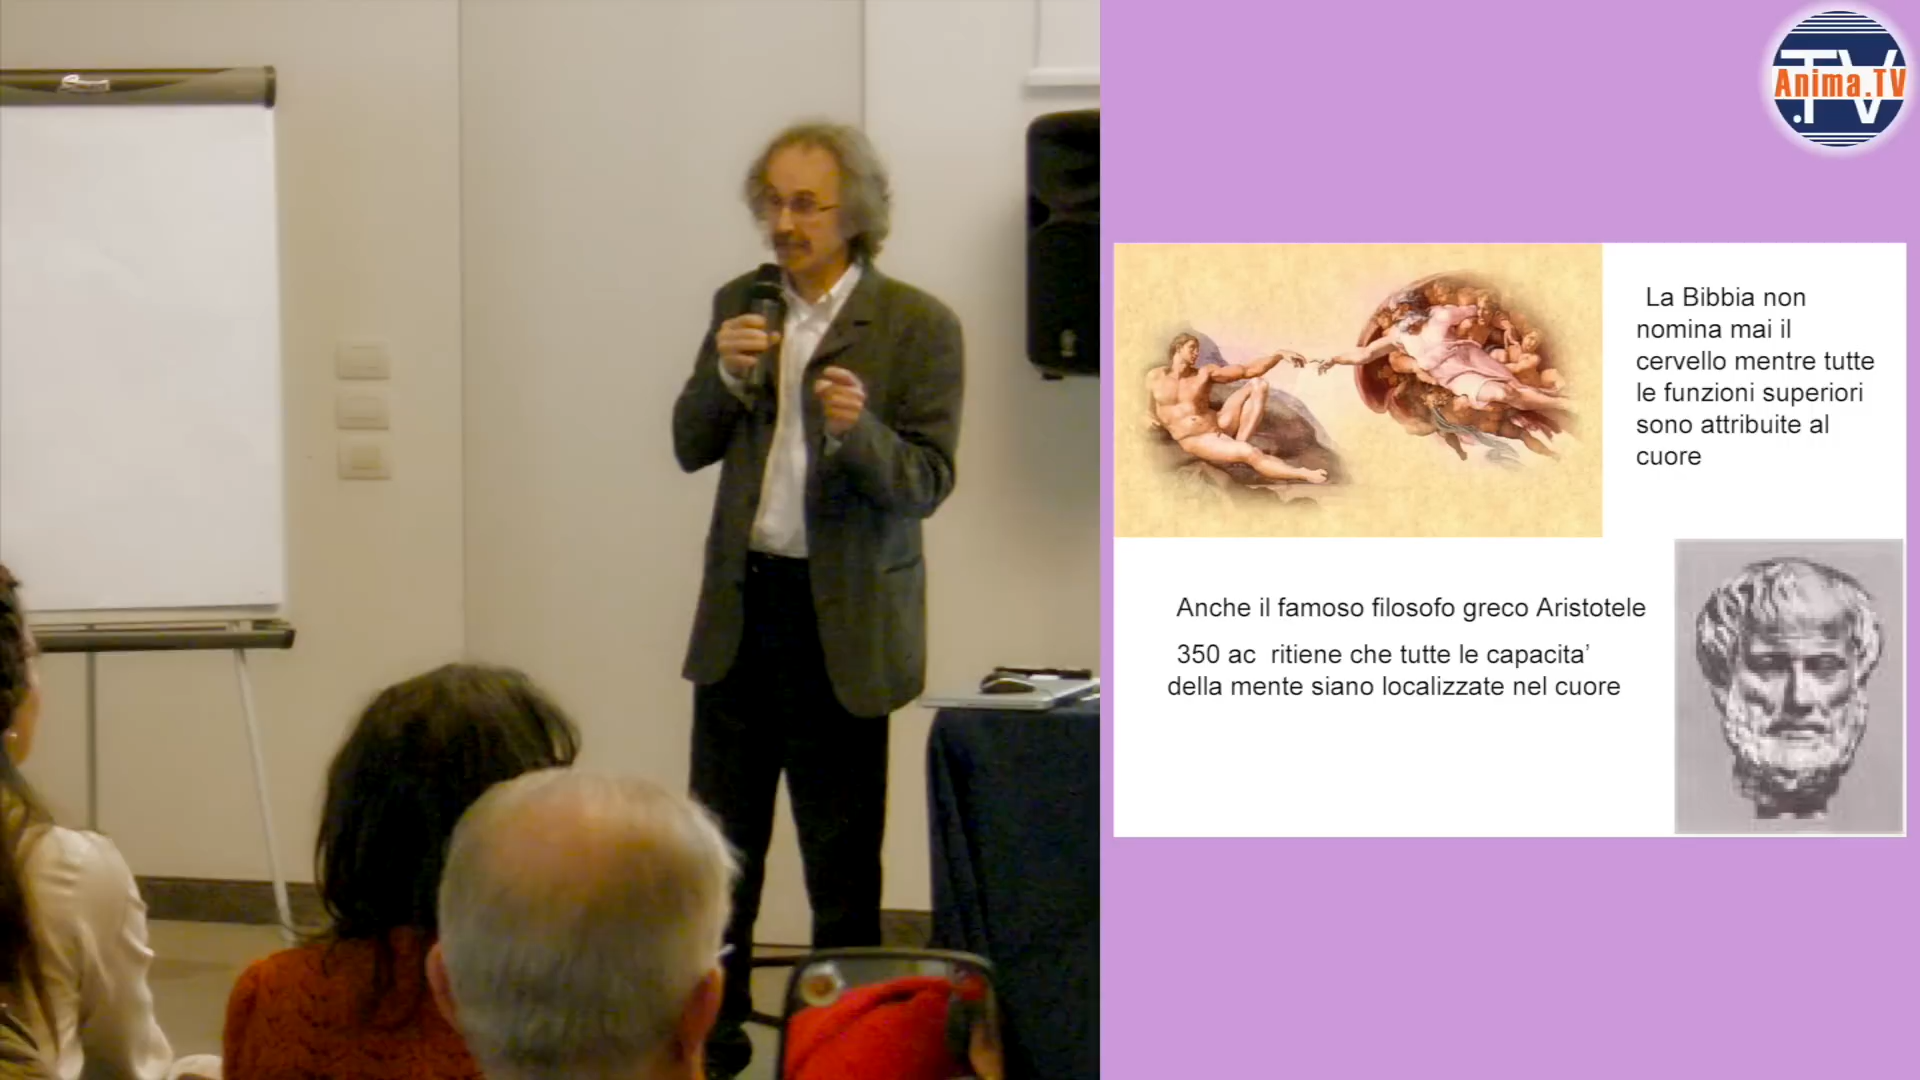 .TV
Anima.TV
La Bibbia non
nomina mai il
cervello mentre tutte
le funzioni superiori
sono attribuite al
cuore
Anche il famoso filosofo greco Aristotele
350 ac ritiene che tutte le capacita’
della mente siano localizzate nel cuore